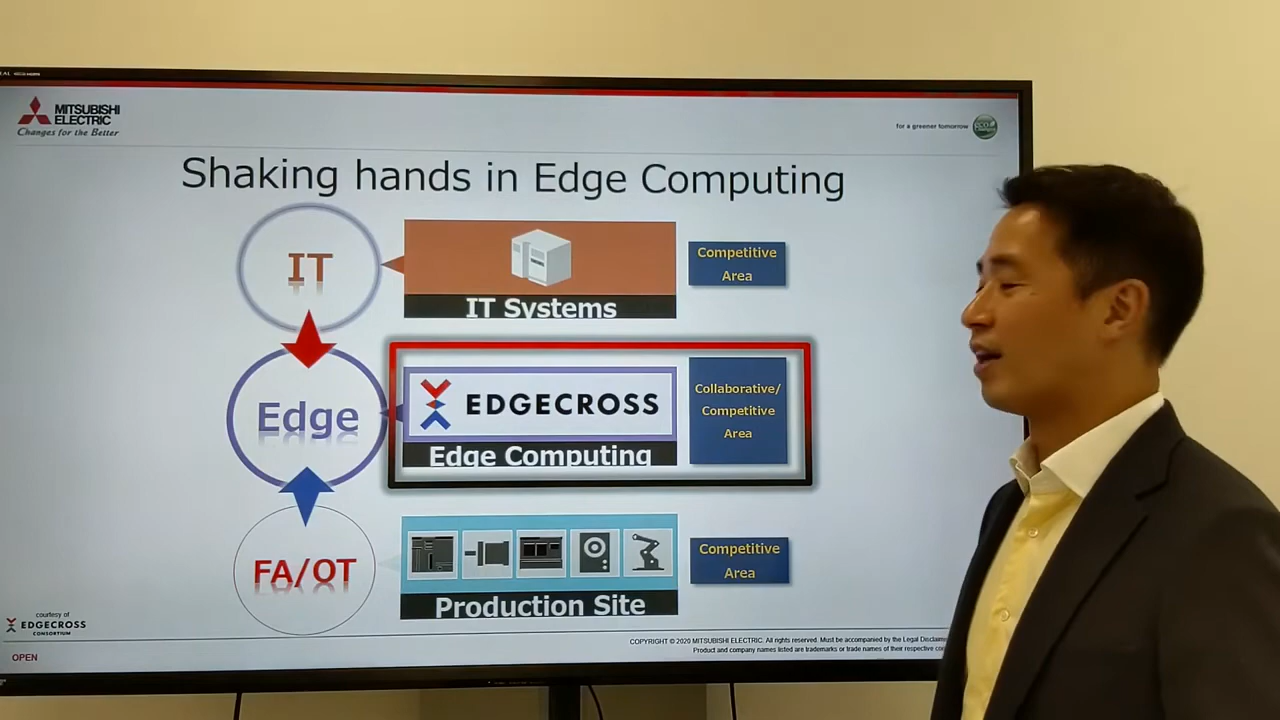 MITSUBISHI
ELECTRIC
Changes for the Better
for a greener tomorrow
eco
Shaking hands in Edge Computing
IT
IT Systems
Competitive
Area
Edge
EDGECROSS
Edge Computing
Collaborative/
Competitive
Area
FA/OT
Production Site
Competitive
Area
courtesy of
EDGECROSS
CONSORTIUM
OPEN
COPYRIGHT © 2020 MITSUBISHI ELECTRIC. All rights reserved. Must be accompanied by the Legal
Product and company names listed are trademarks or trade names of their respective